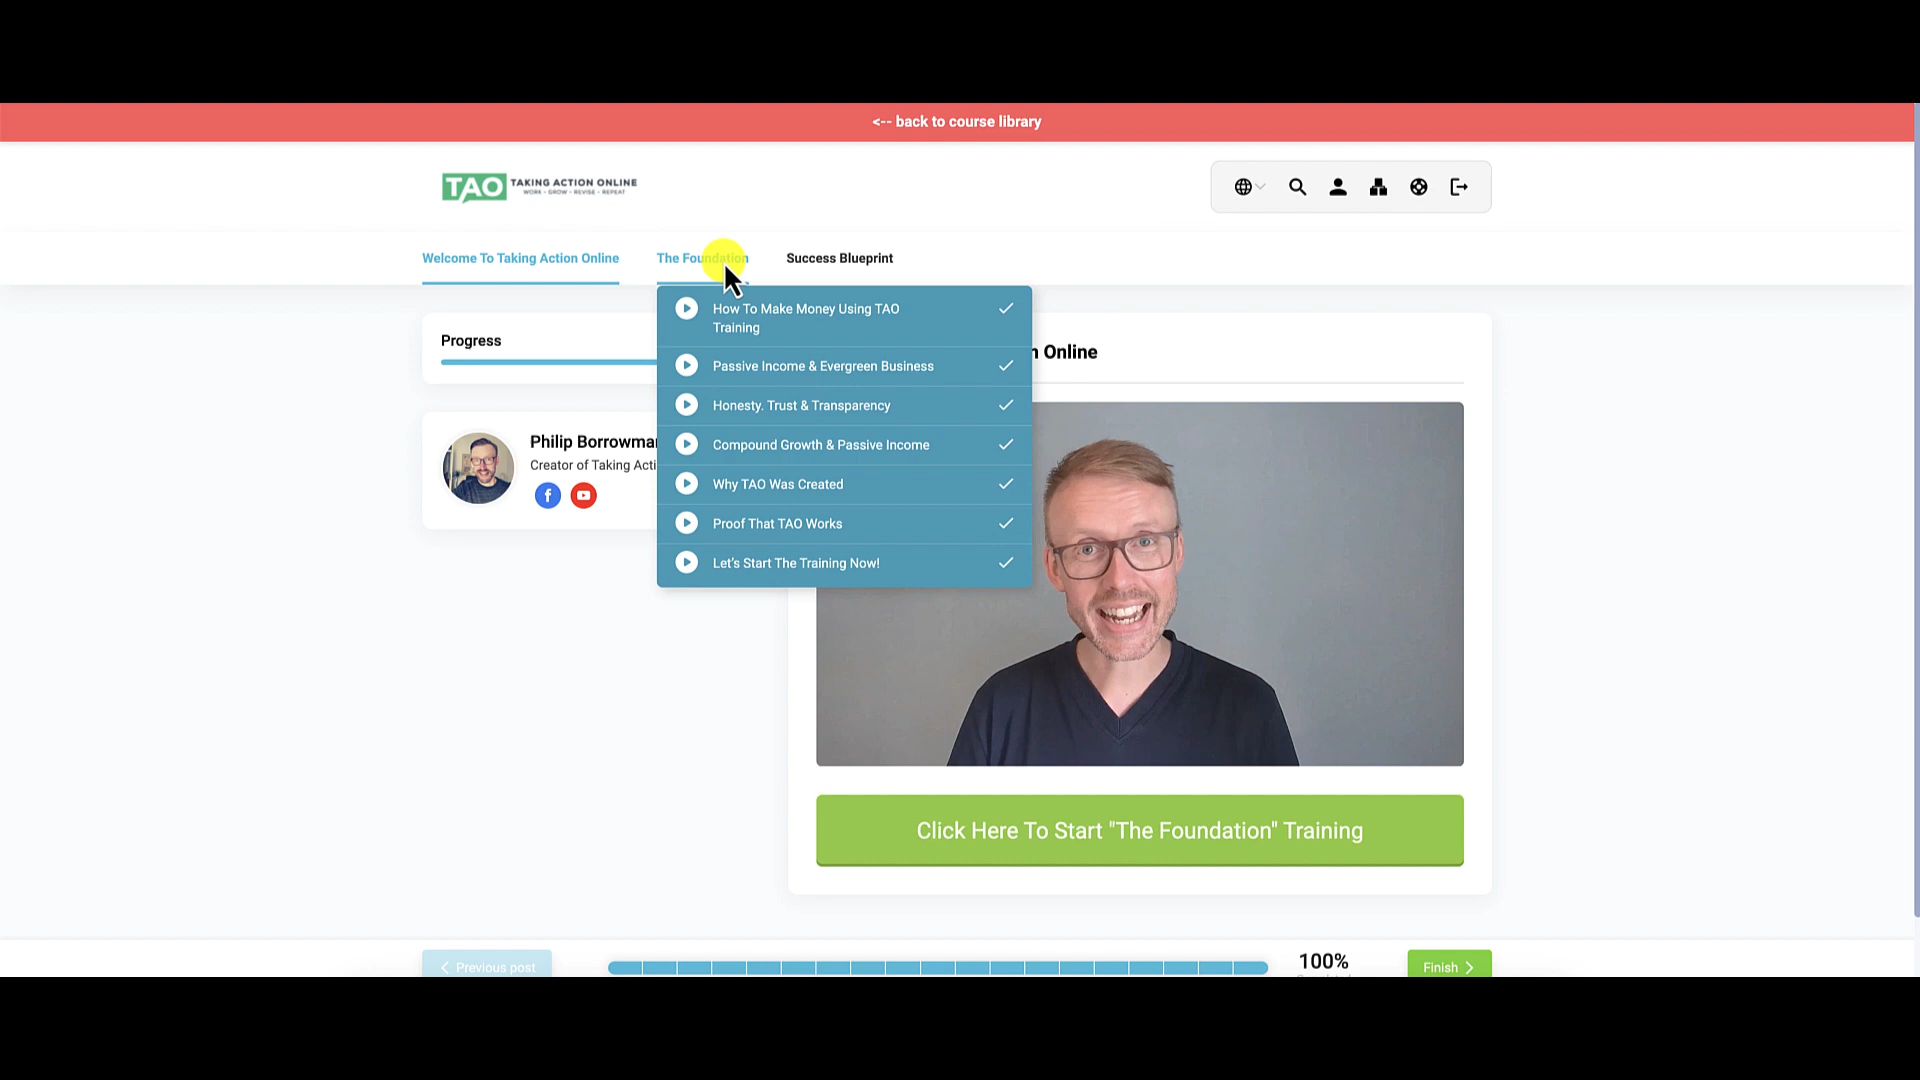 <-- back to course library
TAO TAKING ACTION ONLINE
WORK - GROW - REVISE - REPEAT
Welcome To Taking Action Online
The Foundation
Success Blueprint
How To Make Money Using TAO
Training
Passive Income & Evergreen Business
Honesty. Trust & Transparency
Compound Growth & Passive Income
Why TAO Was Created
Proof That TAO Works
Let's Start The Training Now!
Progress
Philip Borrowma
Creator of Taking Acti
Online
Click Here To Start "The Foundation" Training
Previous post
100%
Finish